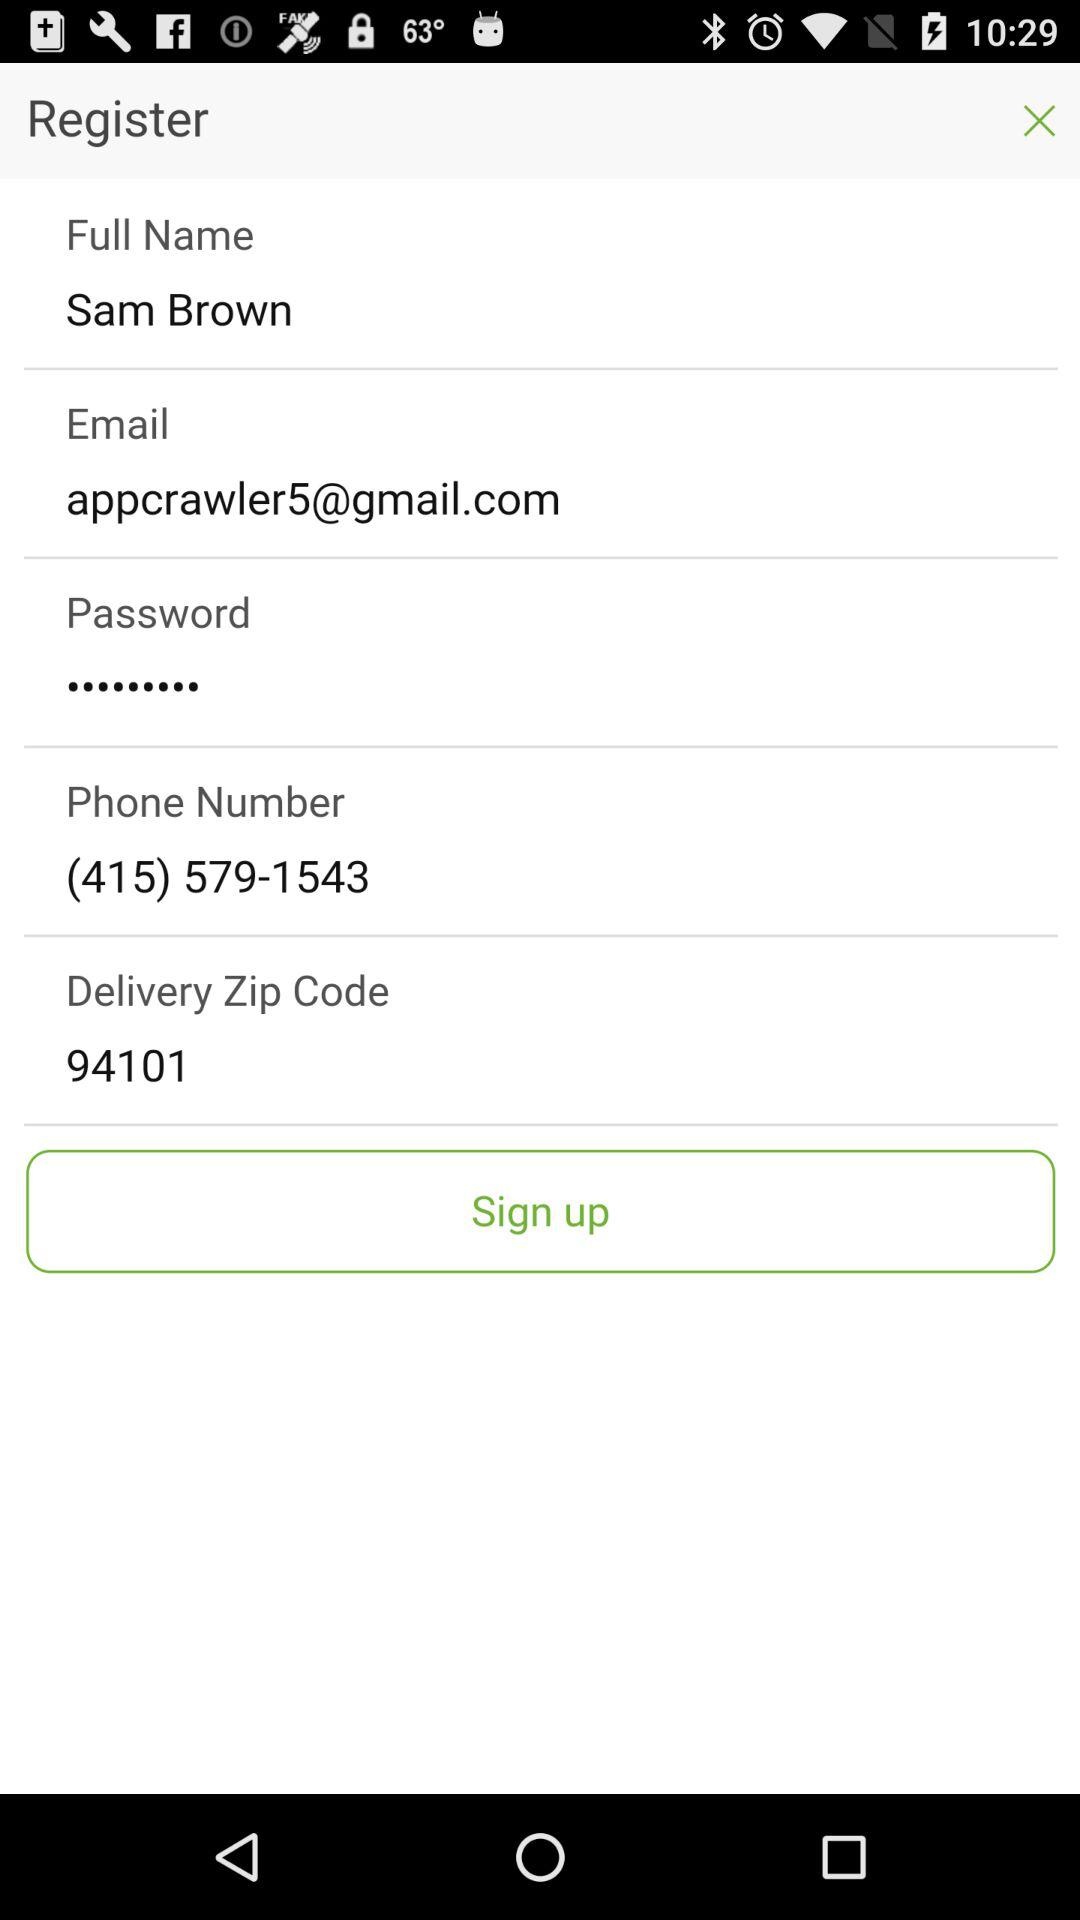 FAKE 63° 10:29
Register
Full Name
Sam Brown
Email
appcrawler5@gmail.com
Password
•••••••••
Phone Number
(415) 579-1543
Delivery Zip Code
94101
Sign up